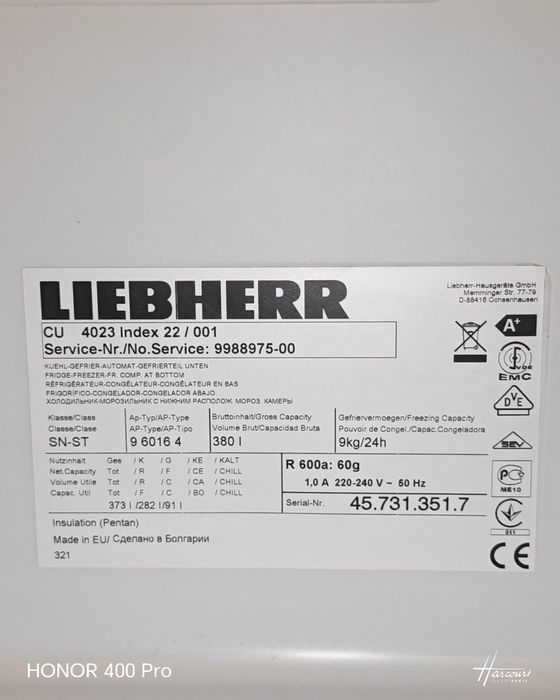 LIEBHERR
Liebherr-Hausgeräte GmbH
Memminger Str. 77-79
D-88416 Ochsenhausen
CU 4023 Index 22 / 001
Service-Nr./No.Service: 9988975-00
A+
KUEHL-GEFRIER-AUTOMAT-GEFRIERTEIL UNTEN
FRIDGE-FREEZER-FR. COMP. AT BOTTOM
RÉFRIGÉRATEUR-CONGÉLATEUR-CONGÉLATEUR EN BAS
FRIGORÍFICO-CONGELADOR-CONGELADOR ABAJO
ХОЛОДИЛЬНИК-МОРОЗИЛЬНИК С НИЖНИМ РАСПОЛОЖ. МОРОЗ. КАМЕРЫ
VDE
EMC
DVE
Klasse/Class Ap-Typ/AP-Type Bruttoinhalt/Gross Capacity Gefriervermoegen/Freezing Capacity
Classe/Clase AP-Type/AP-Tipo Volume Brut/Capacidad Bruta Pouvoir de Congel./Capac.Congeladora
SN-ST 9 6016 4 380 l 9kg/24h
SEV
Nutzinhalt Ges / K / G / KE / KALT
Net.Capacity Tot / R / F / CE / CHILL
Volume Utile Tot / R / C / CA / CHILL
Capac. Util Tot / F / C / BO / CHILL
373 l /282 l/91 l
R 600a: 60g
1,0 A 220-240 V ~ 50 Hz
Serial-Nr. 45.731.351.7
ME10
011
Insulation (Pentan)
Made in EU/ Сделано в Болгарии
321
CE
HONOR 400 Pro
Harcourt